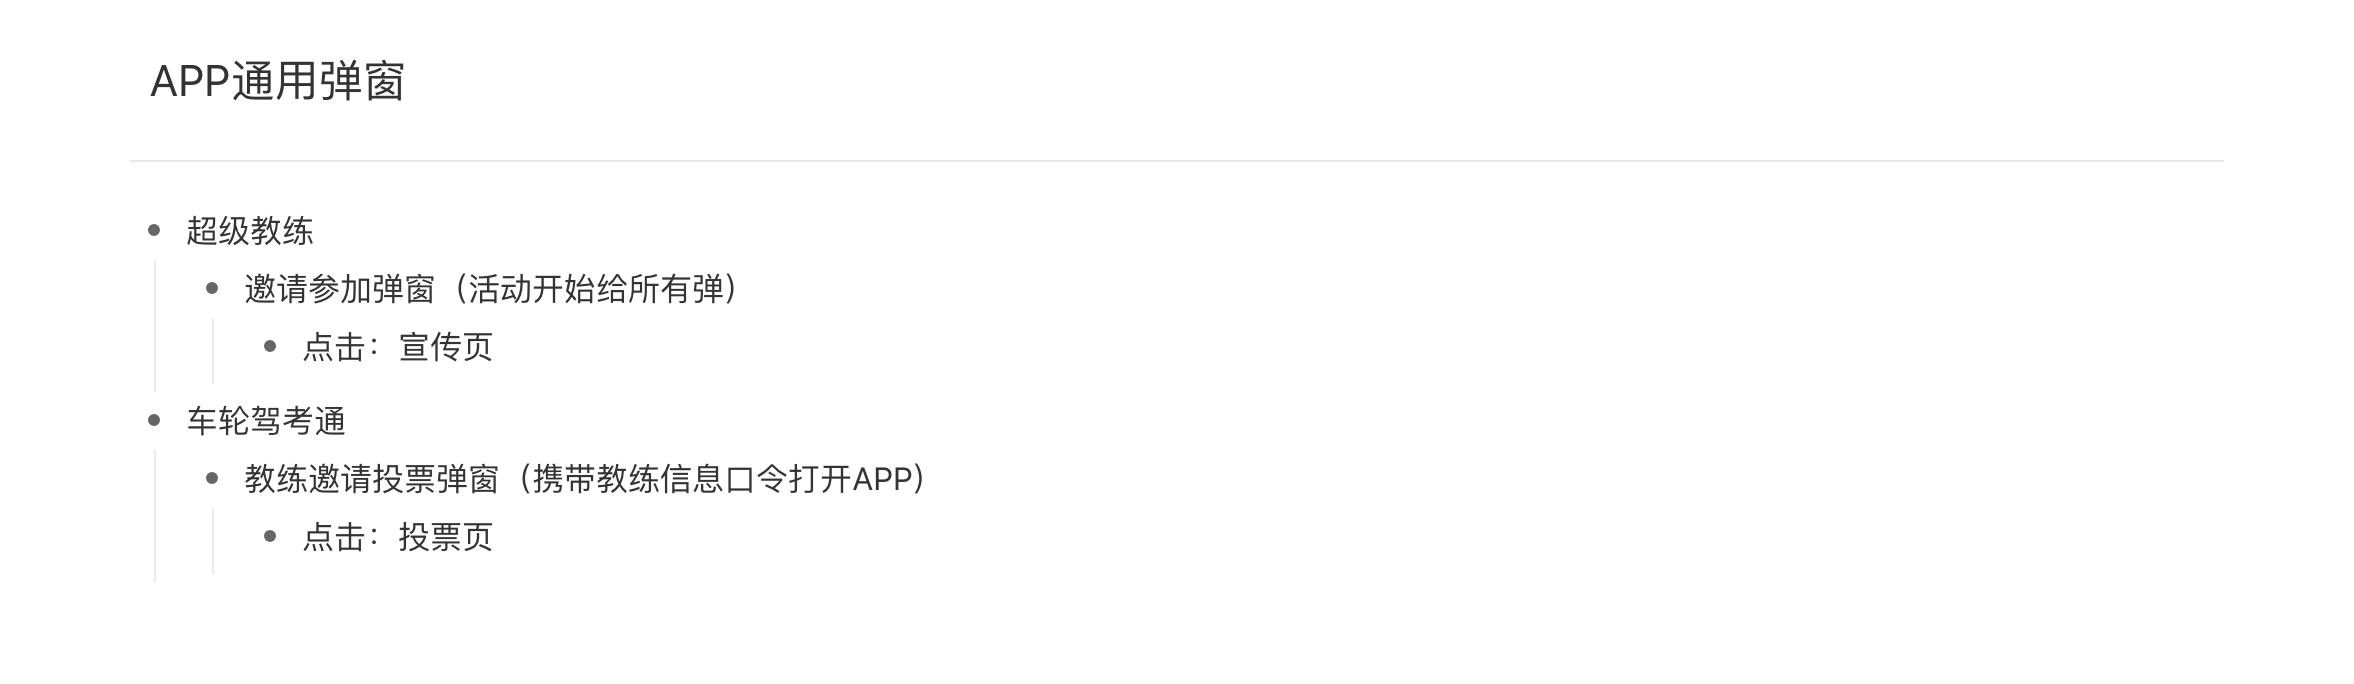 APP通用弹窗
超级教练
邀请参加弹窗（活动开始给所有弹）
点击：宣传页
车轮驾考通
教练邀请投票弹窗（携带教练信息口令打开APP）
点击：投票页